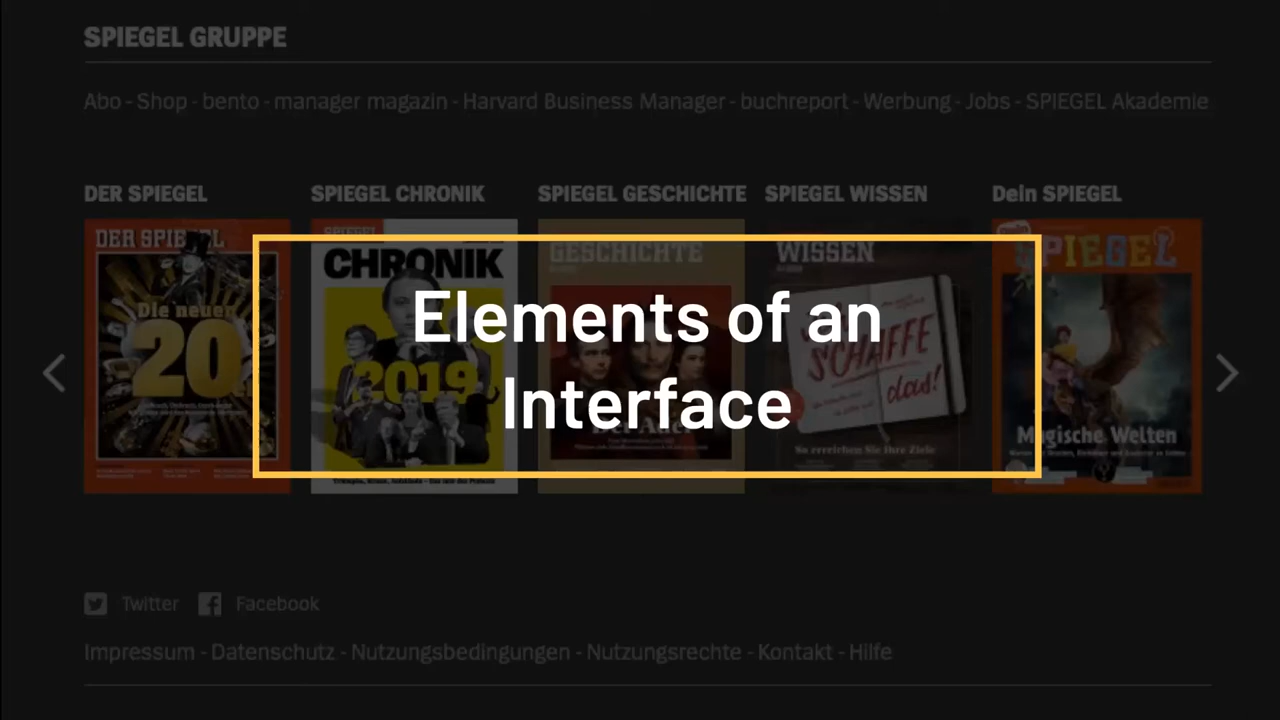 SPIEGEL GRUPPE
Abo - Shop - bento - manager magazin - Harvard Business Manager - buchreport - Werbung - Jobs - SPIEGEL Akademie
DER SPIEGEL
SPIEGEL CHRONIK
SPIEGEL GESCHICHTE
SPIEGEL WISSEN
Dein SPIEGEL
DER SPIEGEL
Die neuen
20
SPIEGEL
CHRONIK
2019
GESCHICHTE
WISSEN
SCHAFFE
das!
So erreichen Sie Ihre Ziele
SPIEGEL
Magische Welten
Elements of an
Interface
Twitter
Facebook
Impressum - Datenschutz - Nutzungsbedingungen - Nutzungsrechte - Kontakt - Hilfe